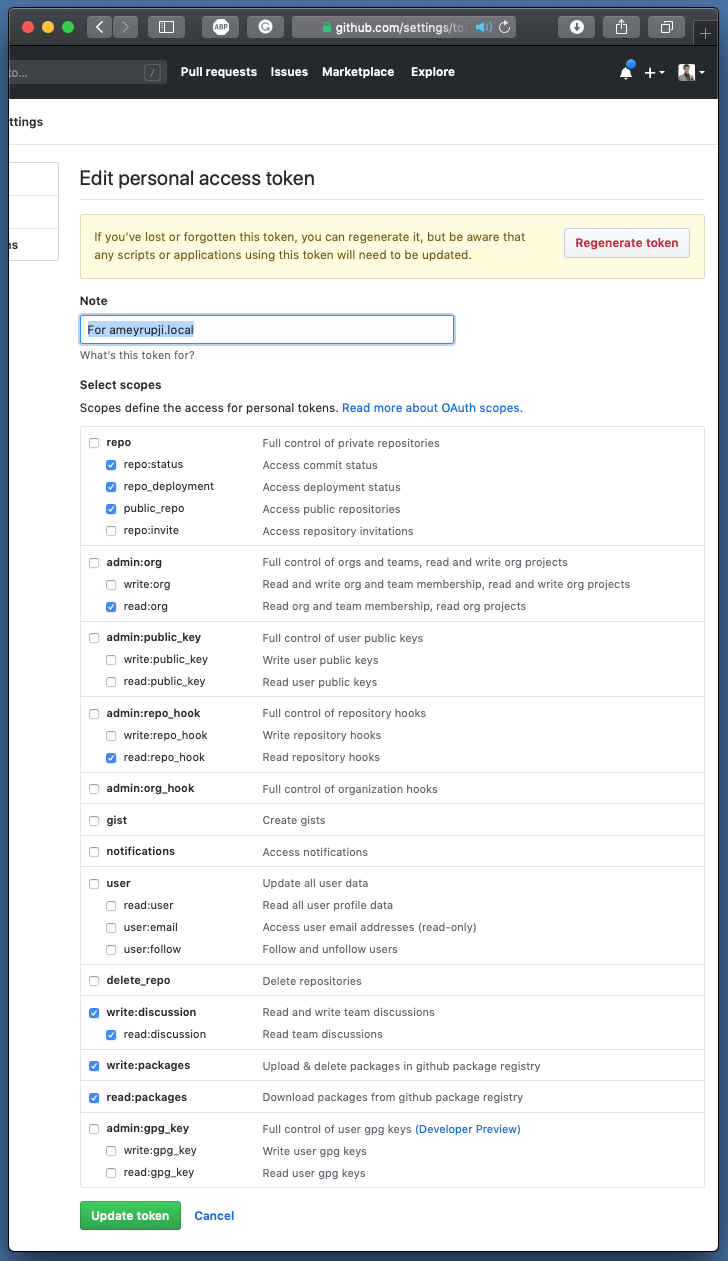 ABP
github.com/settings/to
to...
/
Pull requests Issues Marketplace Explore
ttings
ns
Edit personal access token
If you've lost or forgotten this token, you can regenerate it, but be aware that
any scripts or applications using this token will need to be updated.
Regenerate token
Note
For ameyrupji.local
What's this token for?
Select scopes
Scopes define the access for personal tokens. Read more about OAuth scopes.
repo Full control of private repositories
repo:status Access commit status
repo_deployment Access deployment status
public_repo Access public repositories
repo:invite Access repository invitations
admin:org Full control of orgs and teams, read and write org projects
write:org Read and write org and team membership, read and write org projects
read:org Read org and team membership, read org projects
admin:public_key Full control of user public keys
write:public_key Write user public keys
read:public_key Read user public keys
admin:repo_hook Full control of repository hooks
write:repo_hook Write repository hooks
read:repo_hook Read repository hooks
admin:org_hook Full control of organization hooks
gist Create gists
notifications Access notifications
user Update all user data
read:user Read all user profile data
user:email Access user email addresses (read-only)
user:follow Follow and unfollow users
delete_repo Delete repositories
write:discussion Read and write team discussions
read:discussion Read team discussions
write:packages Upload & delete packages in github package registry
read:packages Download packages from github package registry
admin:gpg_key Full control of user gpg keys (Developer Preview)
write:gpg_key Write user gpg keys
read:gpg_key Read user gpg keys
Update token Cancel